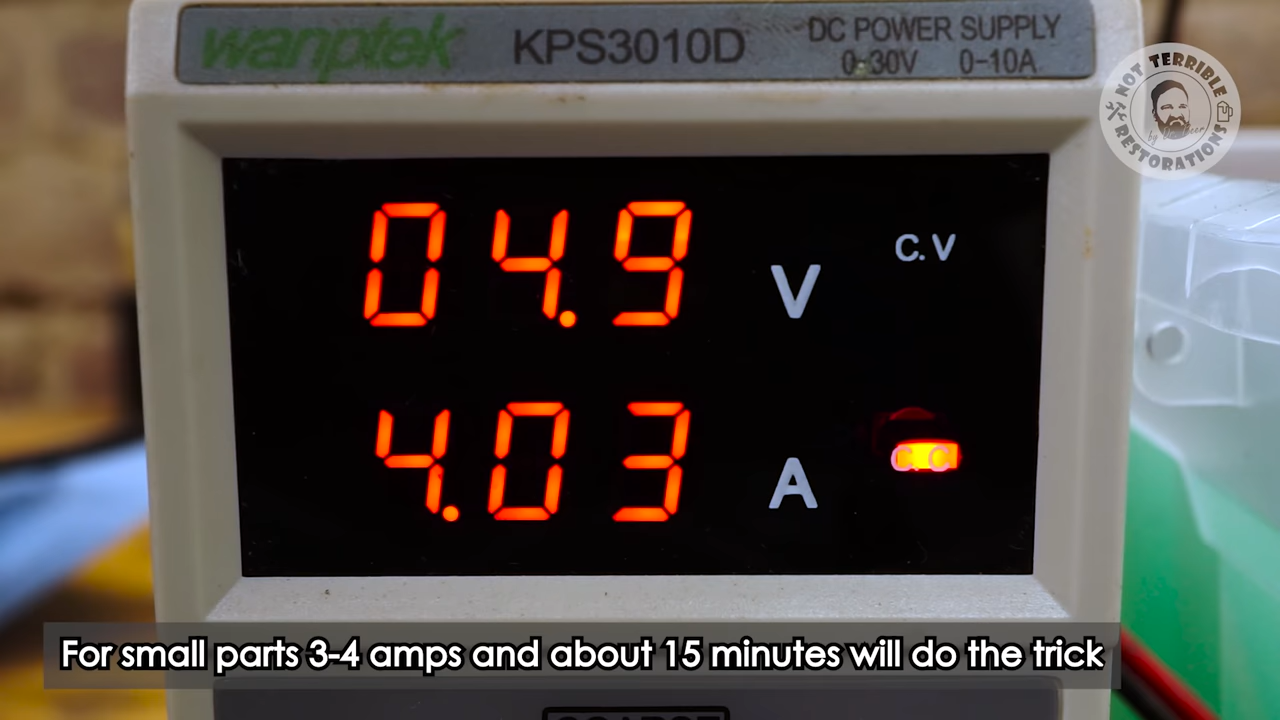 wanptek KPS3010D DC POWER SUPPLY
0-30V 0-10A
NOT TERRIBLE
RESTORATIONS
04.9 V C.V
4.03 A C.C
For small parts 3-4 amps and about 15 minutes will do the trick